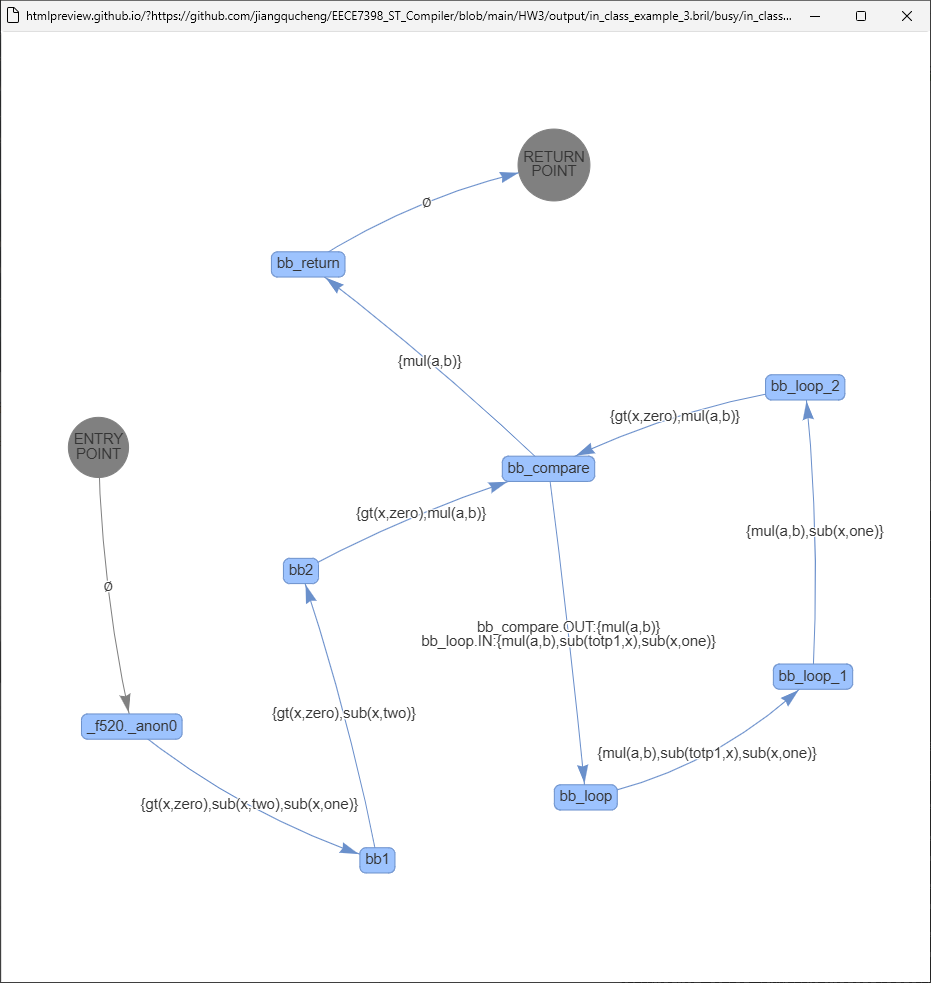 htmlpreview.github.io/?https://github.com/jiangqucheng/EECE7398_ST_Compiler/blob/main/HW3/output/in_class_example_3.bril/busy/in_class...
RETURN
POINT
Ø
bb_return
{mul(a,b)}
bb_loop_2
{gt(x,zero),mul(a,b)}
ENTRY
POINT
bb_compare
{gt(x,zero),mul(a,b)}
{mul(a,b),sub(x,one)}
bb2
Ø
bb_compare.OUT:{mul(a,b)}
bb_loop.IN:{mul(a,b),sub(totp1,x),sub(x,one)}
bb_loop_1
{gt(x,zero),sub(x,two)}
_f520._anon0
{mul(a,b),sub(totp1,x),sub(x,one)}
bb_loop
{gt(x,zero),sub(x,two),sub(x,one)}
bb1